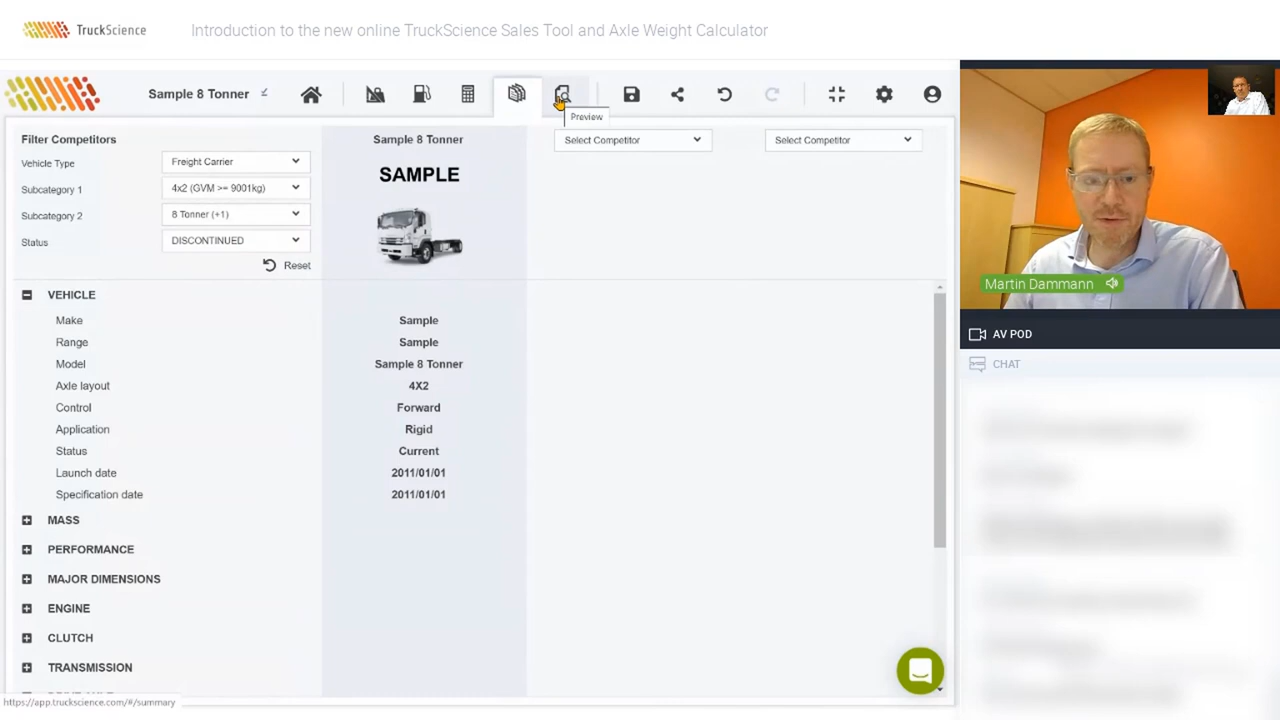 TruckScience
Introduction to the new online TruckScience Sales Tool and Axle Weight Calculator
Sample 8 Tonner
Preview
Filter Competitors
Vehicle Type
Freight Carrier
Subcategory 1
4x2 (GVM >= 9001kg)
Subcategory 2
8 Tonner (+1)
Status
DISCONTINUED
Reset
Sample 8 Tonner
SAMPLE
Select Competitor
Select Competitor
VEHICLE
Make Sample
Range Sample
Model Sample 8 Tonner
Axle layout 4X2
Control Forward
Application Rigid
Status Current
Launch date 2011/01/01
Specification date 2011/01/01
MASS
PERFORMANCE
MAJOR DIMENSIONS
ENGINE
CLUTCH
TRANSMISSION
https://app.truckscience.com/#/summary
Martin Dammann
AV POD
CHAT